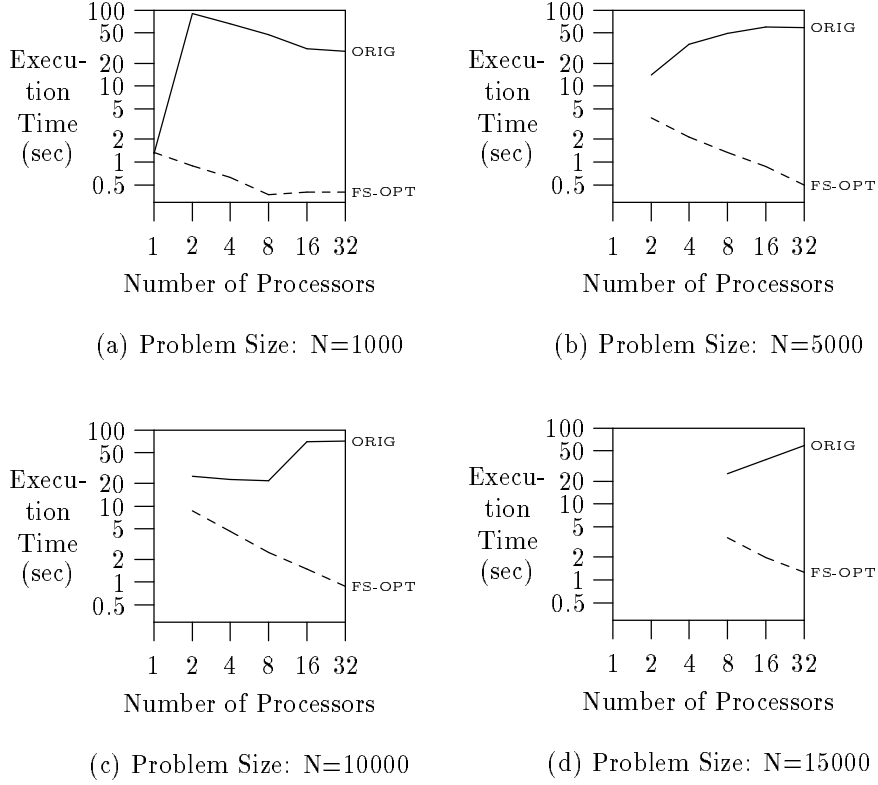 100
50
20
10
5
2
1
0.5
Execu-
tion
Time
(sec)
ORIG
FS-OPT
1 2 4 8 16 32
Number of Processors
(a) Problem Size: N=1000
100
50
20
10
5
2
1
0.5
Execu-
tion
Time
(sec)
ORIG
FS-OPT
1 2 4 8 16 32
Number of Processors
(b) Problem Size: N=5000
100
50
20
10
5
2
1
0.5
Execu-
tion
Time
(sec)
ORIG
FS-OPT
1 2 4 8 16 32
Number of Processors
(c) Problem Size: N=10000
100
50
20
10
5
2
1
0.5
Execu-
tion
Time
(sec)
ORIG
FS-OPT
1 2 4 8 16 32
Number of Processors
(d) Problem Size: N=15000